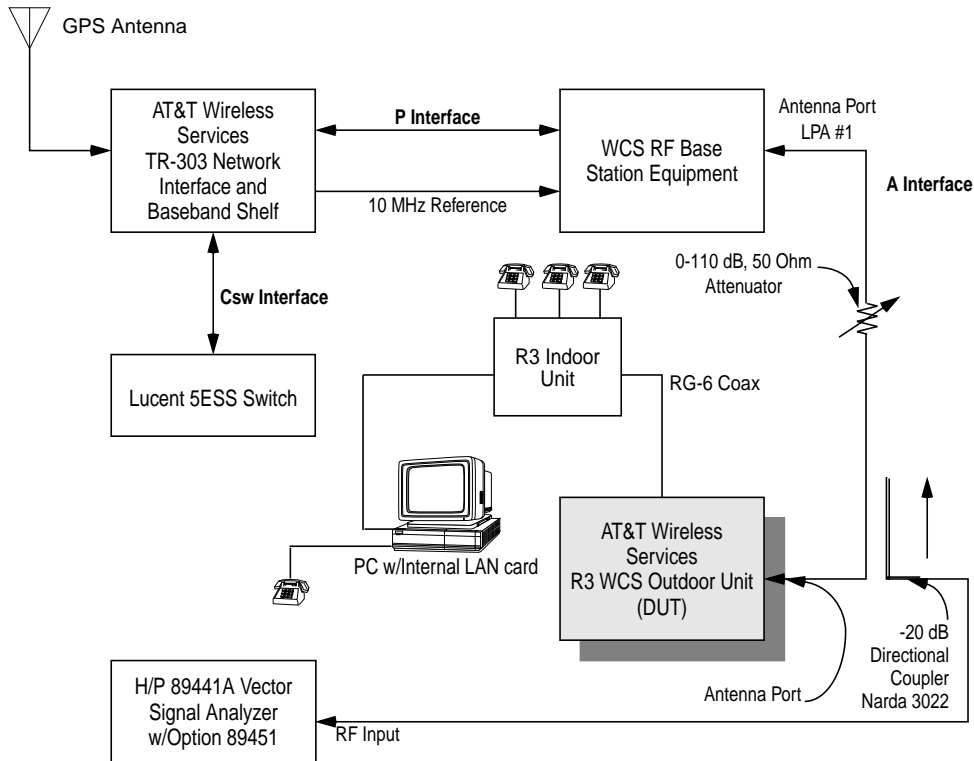 GPS Antenna
AT&T Wireless
Services
TR-303 Network
Interface and
Baseband Shelf
P Interface
10 MHz Reference
WCS RF Base
Station Equipment
Antenna Port
LPA #1
A Interface
0-110 dB, 50 Ohm
Attenuator
Csw Interface
Lucent 5ESS Switch
R3 Indoor
Unit
RG-6 Coax
PC w/Internal LAN card
AT&T Wireless
Services
R3 WCS Outdoor Unit
(DUT)
-20 dB
Directional
Coupler
Narda 3022
Antenna Port
H/P 89441A Vector
Signal Analyzer
w/Option 89451
RF Input